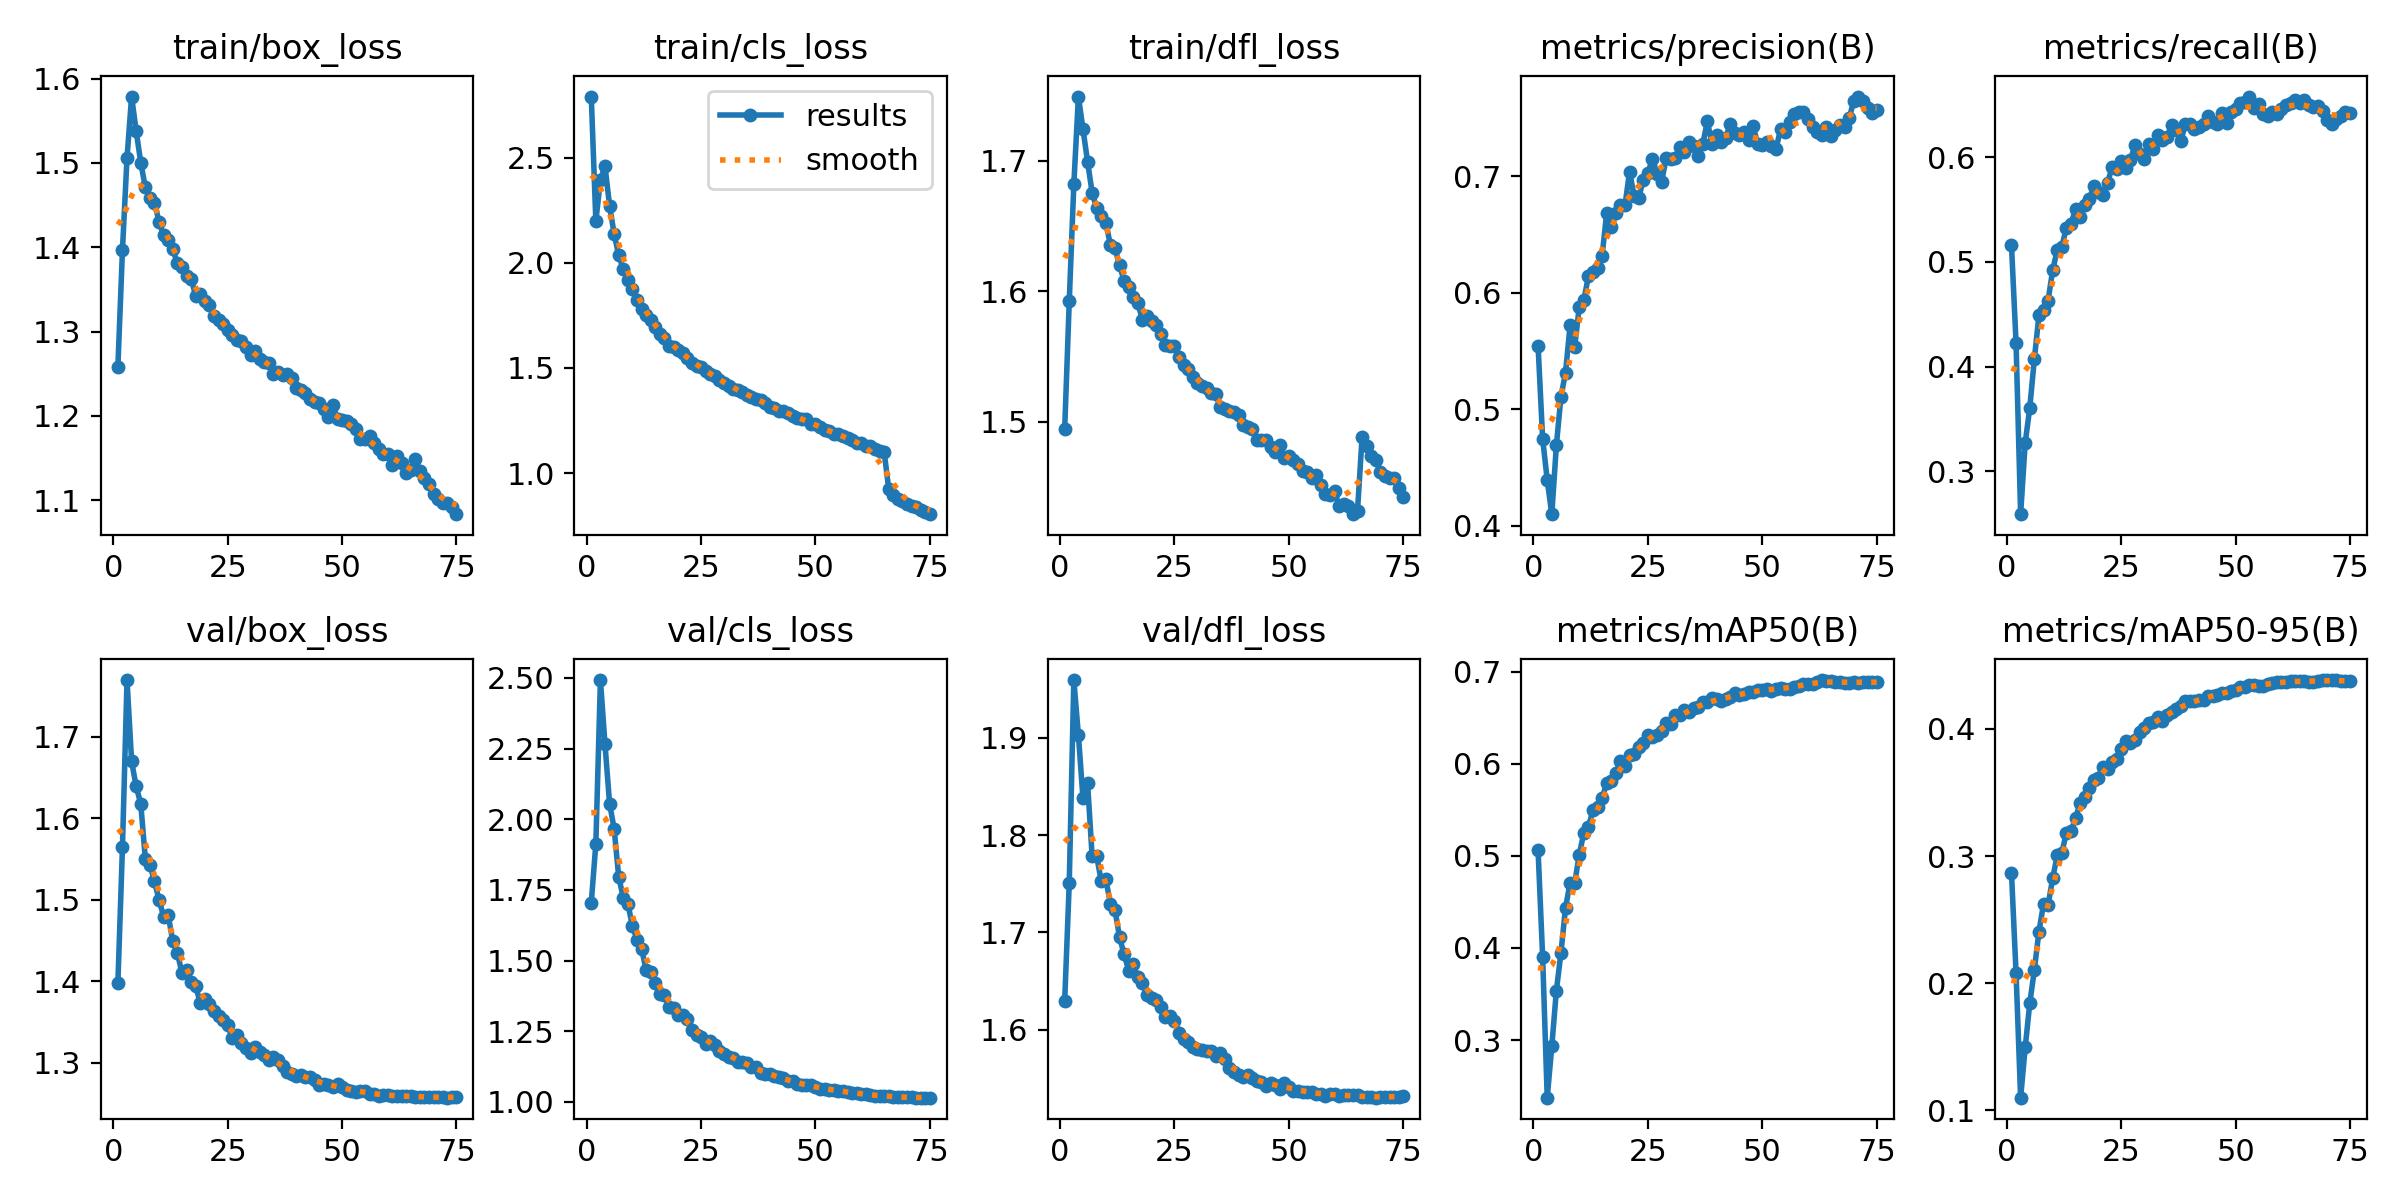 train/box_loss
train/cls_loss
train/dfl_loss
metrics/precision(B)
metrics/recall(B)
1.6
1.5
1.4
1.3
1.2
1.1
0 25 50 75
results
smooth
2.5
2.0
1.5
1.0
0 25 50 75
1.7
1.6
1.5
0 25 50 75
0.7
0.6
0.5
0.4
0 25 50 75
0.6
0.5
0.4
0.3
0 25 50 75
val/box_loss
val/cls_loss
val/dfl_loss
metrics/mAP50(B)
metrics/mAP50-95(B)
1.7
1.6
1.5
1.4
1.3
0 25 50 75
2.50
2.25
2.00
1.75
1.50
1.25
1.00
0 25 50 75
1.9
1.8
1.7
1.6
0 25 50 75
0.7
0.6
0.5
0.4
0.3
0 25 50 75
0.4
0.3
0.2
0.1
0 25 50 75